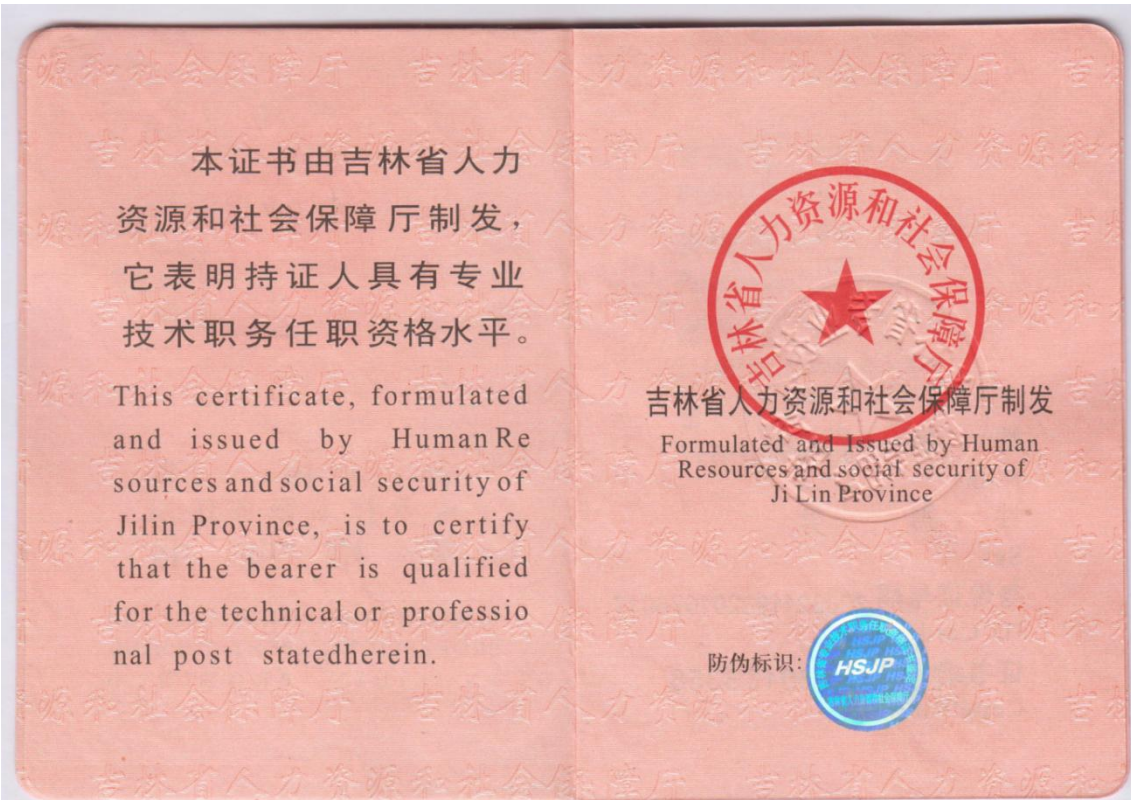 本证书由吉林省人力
资源和社会保障厅制发，
它表明持证人具有专业
技术职务任职资格水平。
This certificate, formulated
and issued by Human Re
sources and social security of
Jilin Province, is to certify
that the bearer is qualified
for the technical or professio
nal post statedherein.
吉林省人力资源和社会保障厅
吉林省人力资源和社会保障厅制发
Formulated and Issued by Human
Resources and social security of
Ji Lin Province
防伪标识：
HSJP